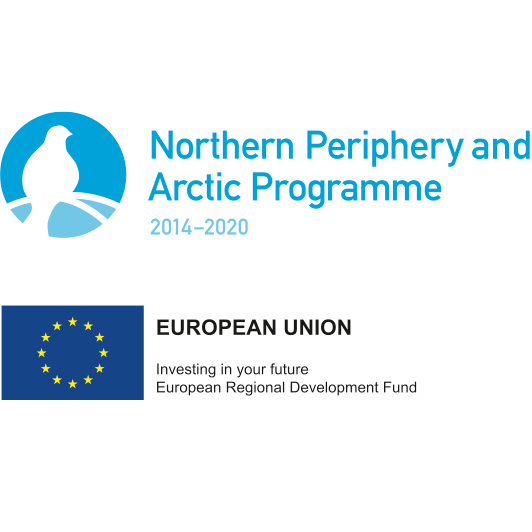 Northern Periphery and
Arctic Programme
2014–2020
EUROPEAN UNION
Investing in your future
European Regional Development Fund